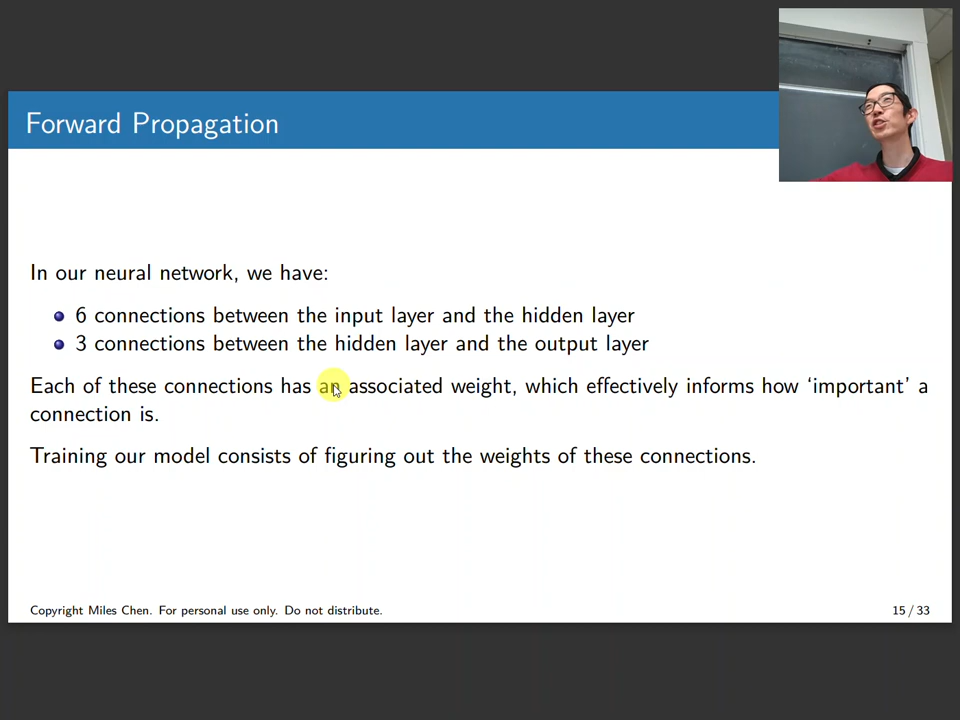 Forward Propagation
In our neural network, we have:
6 connections between the input layer and the hidden layer
3 connections between the hidden layer and the output layer
Each of these connections has an associated weight, which effectively informs how ‘important’ a
connection is.
Training our model consists of figuring out the weights of these connections.
Copyright Miles Chen. For personal use only. Do not distribute.
15 / 33